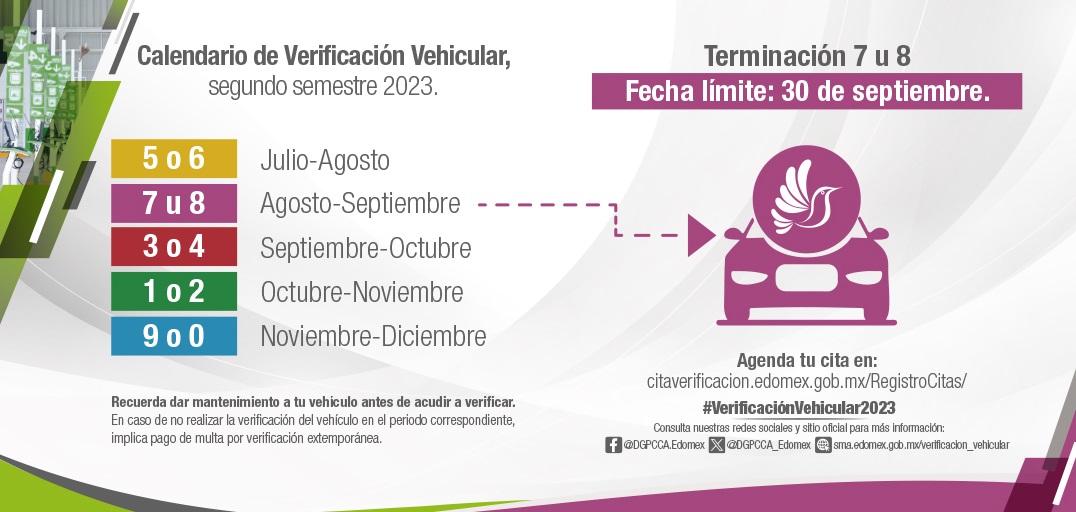 Calendario de Verificación Vehicular,
segundo semestre 2023.
5 o 6 Julio-Agosto
7 u 8 Agosto-Septiembre
3 o 4 Septiembre-Octubre
1 o 2 Octubre-Noviembre
9 o 0 Noviembre-Diciembre
Recuerda dar mantenimiento a tu vehiculo antes de acudir a verificar.
En caso de no realizar la verificación del vehículo en el periodo correspondiente,
implica pago de multa por verificación extemporánea.
Terminación 7 u 8
Fecha límite: 30 de septiembre.
Agenda tu cita en:
citaverificacion.edomex.gob.mx/RegistroCitas/
#VerificaciónVehicular2023
Consulta nuestras redes sociales y sitio oficial para más información:
@DGPCCA.Edomex @DGPCCA_Edomex sma.edomex.gob.mx/verificacion_vehicular